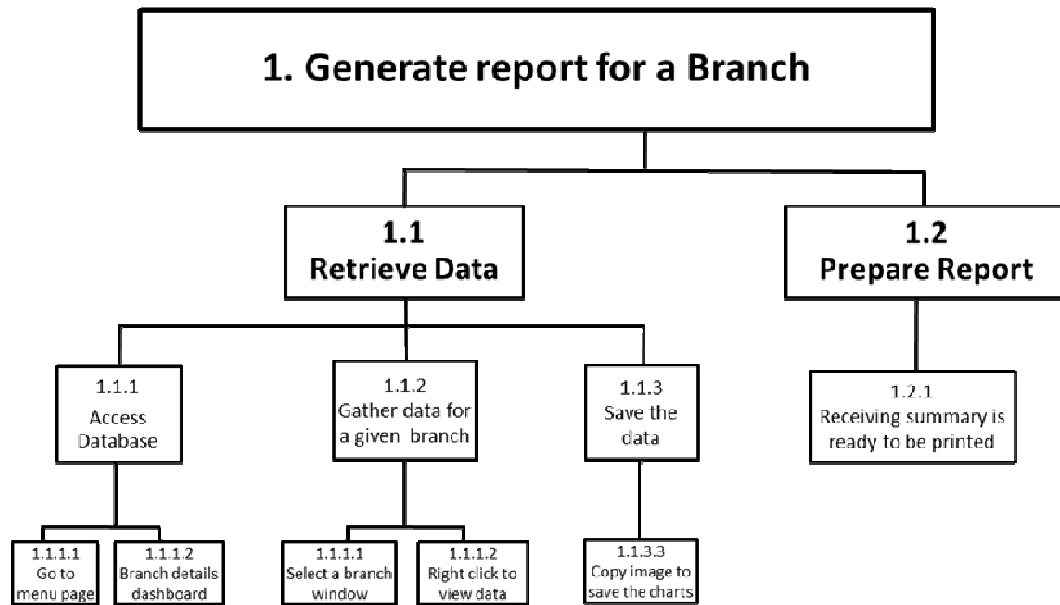 1. Generate report for a Branch
1.1
Retrieve Data
1.2
Prepare Report
1.1.1
Access
Database
1.1.2
Gather data for
a given branch
1.1.3
Save the
data
1.2.1
Receiving summary is
ready to be printed
1.1.1.1
Go to
menu page
1.1.1.2
Branch details
dashboard
1.1.1.1
Select a branch
window
1.1.1.2
Right click to
view data
1.1.3.3
Copy image to
save the charts